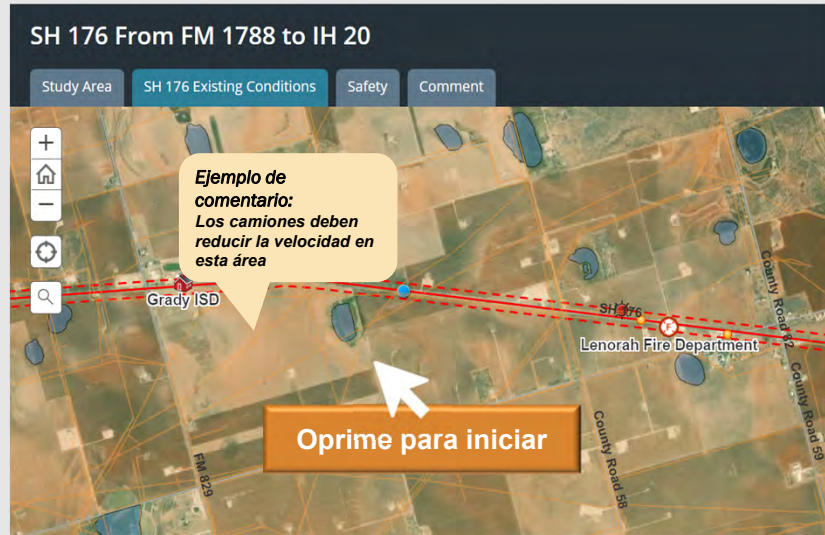 SH 176 From FM 1788 to IH 20
Study Area
SH 176 Existing Conditions
Safety
Comment
Ejemplo de
comentario:
Los camiones deben
reducir la velocidad en
esta área
Grady ISD
SH 176
F
Lenorah Fire Department
County Road 82
County Road 59
Oprime para iniciar
County Road 58
FM 829